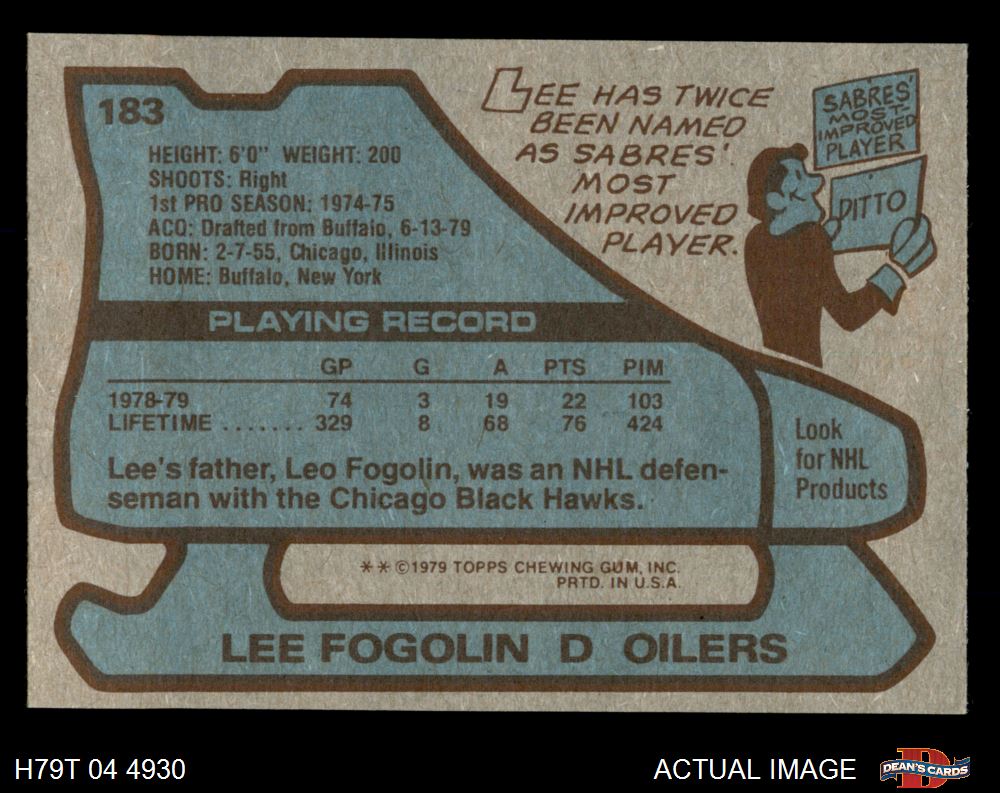 183
HEIGHT: 6'0" WEIGHT: 200
SHOOTS: Right
1st PRO SEASON: 1974-75
ACQ: Drafted from Buffalo, 6-13-79
BORN: 2-7-55, Chicago, Illinois
HOME: Buffalo, New York
LEE HAS TWICE
BEEN NAMED
AS SABRES'
MOST
IMPROVED
PLAYER.
SABRES'
MOST
IMPROVED
PLAYER
DITTO
PLAYING RECORD
GP G A PTS PIM
1978-79 74 3 19 22 103
LIFETIME ....... 329 8 68 76 424
Lee's father, Leo Fogolin, was an NHL defen-
seman with the Chicago Black Hawks.
Look
for NHL
Products
**©1979 TOPPS CHEWING GUM, INC.
PRTD. IN U.S.A.
LEE FOGOLIN D OILERS
H79T 04 4930
ACTUAL IMAGE
DEAN'S CARDS